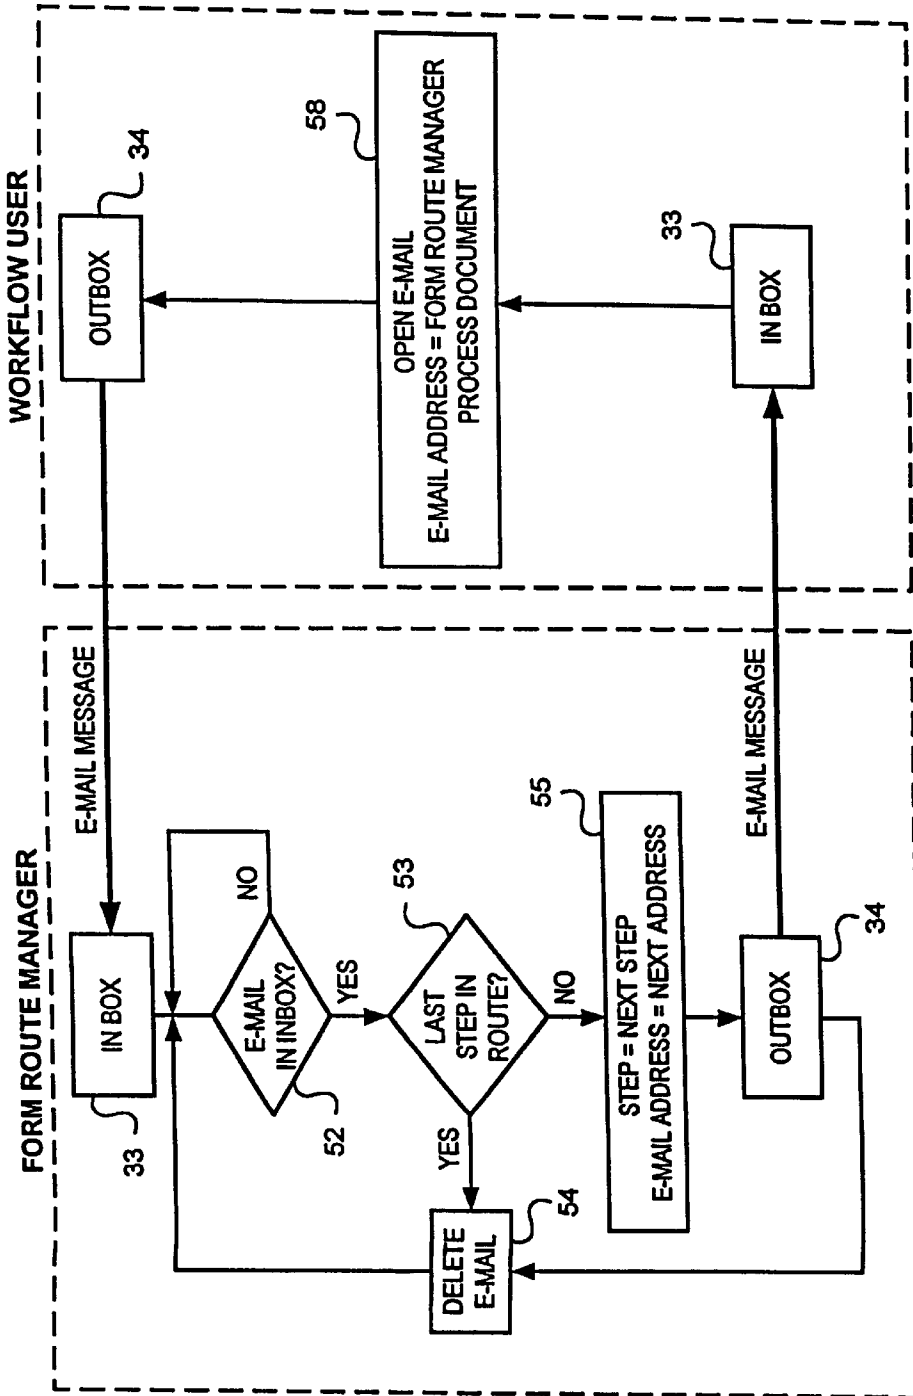 FORM ROUTE MANAGER
IN BOX
33
E-MAIL
IN INBOX?
52
NO
YES
LAST
STEP IN
ROUTE?
53
YES
NO
DELETE
E-MAIL
54
STEP = NEXT STEP
E-MAIL ADDRESS = NEXT ADDRESS
55
OUTBOX
34
E-MAIL MESSAGE
E-MAIL MESSAGE
WORKFLOW USER
OUTBOX
34
OPEN E-MAIL
E-MAIL ADDRESS = FORM ROUTE MANAGER
PROCESS DOCUMENT
58
IN BOX
33